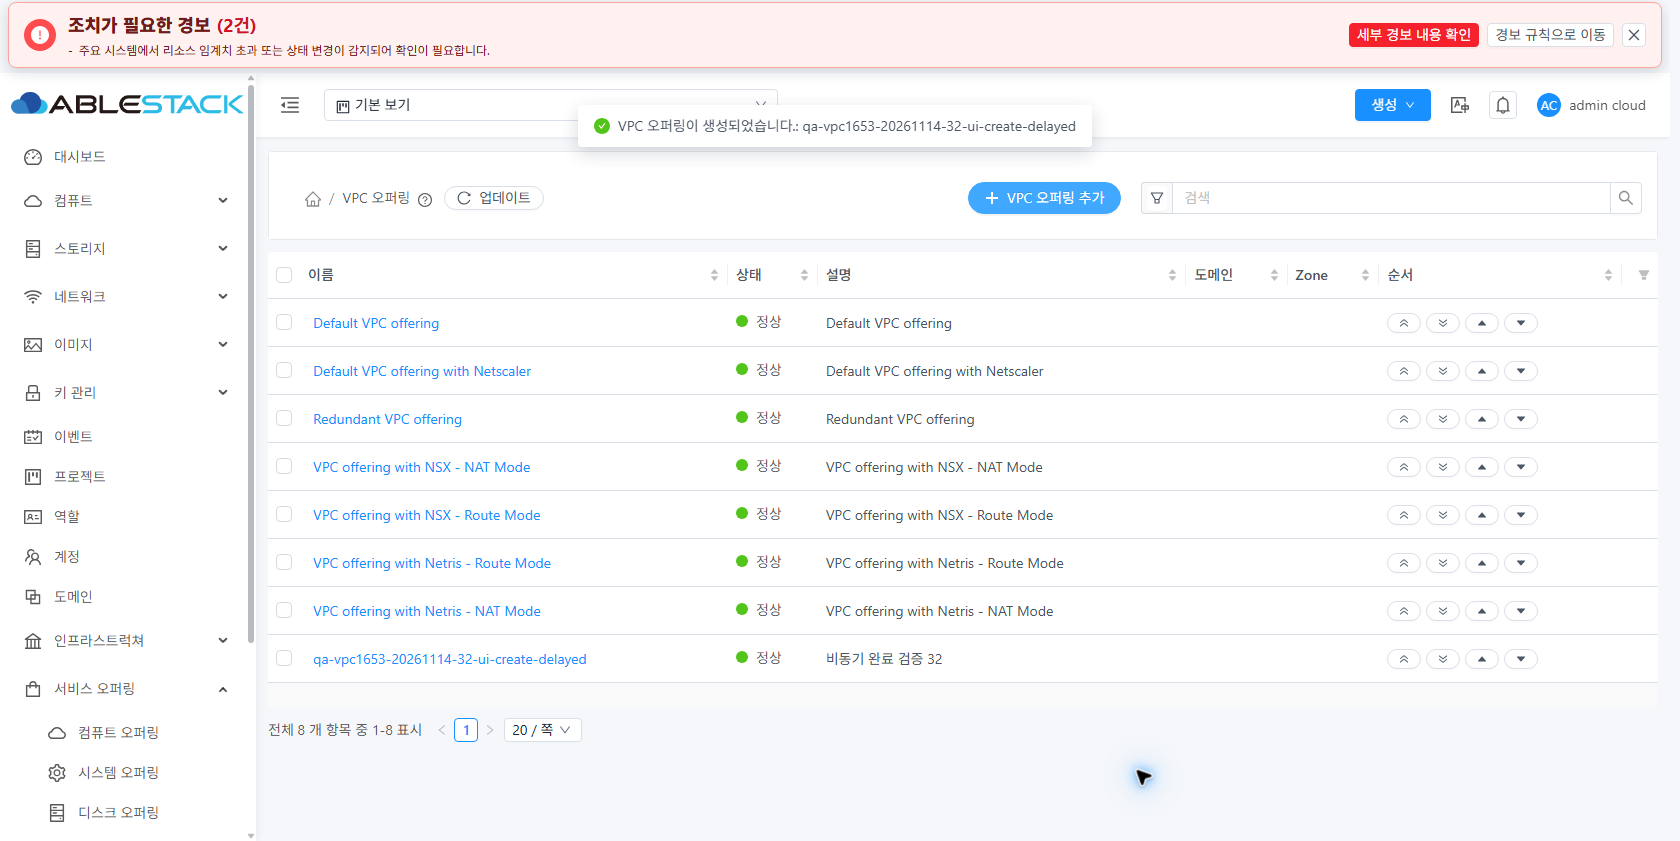 조치가 필요한 경보 (2건)
- 주요 시스템에서 리소스 임계치 초과 또는 상태 변경이 감지되어 확인이 필요합니다.
세부 경보 내용 확인
경보 규칙으로 이동
ABLESTACK
기본 보기
생성
AC
admin cloud
VPC 오퍼링이 생성되었습니다.: qa-vpc1653-20261114-32-ui-create-delayed
대시보드
컴퓨트
스토리지
네트워크
이미지
키 관리
이벤트
프로젝트
역할
계정
도메인
인프라스트럭쳐
서비스 오퍼링
컴퓨트 오퍼링
시스템 오퍼링
디스크 오퍼링
/ VPC 오퍼링
업데이트
VPC 오퍼링 추가
검색
이름 상태 설명 도메인 Zone 순서
Default VPC offering 정상 Default VPC offering
Default VPC offering with Netscaler 정상 Default VPC offering with Netscaler
Redundant VPC offering 정상 Redundant VPC offering
VPC offering with NSX - NAT Mode 정상 VPC offering with NSX - NAT Mode
VPC offering with NSX - Route Mode 정상 VPC offering with NSX - Route Mode
VPC offering with Netris - Route Mode 정상 VPC offering with Netris - Route Mode
VPC offering with Netris - NAT Mode 정상 VPC offering with Netris - NAT Mode
qa-vpc1653-20261114-32-ui-create-delayed 정상 비동기 완료 검증 32
전체 8 개 항목 중 1-8 표시 < 1 > 20 / 쪽